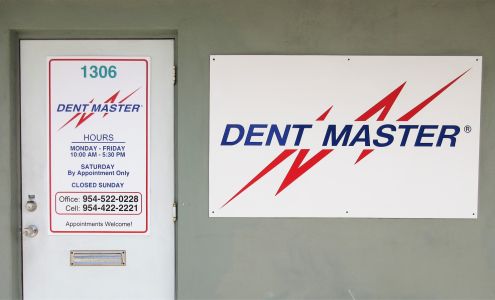 1306
DENT MASTER®
HOURS
MONDAY - FRIDAY
10:00 AM - 5:30 PM
SATURDAY
By Appointment Only
CLOSED SUNDAY
Office: 954-522-0228
Cell: 954-422-2221
Appointments Welcome!
DENT MASTER®